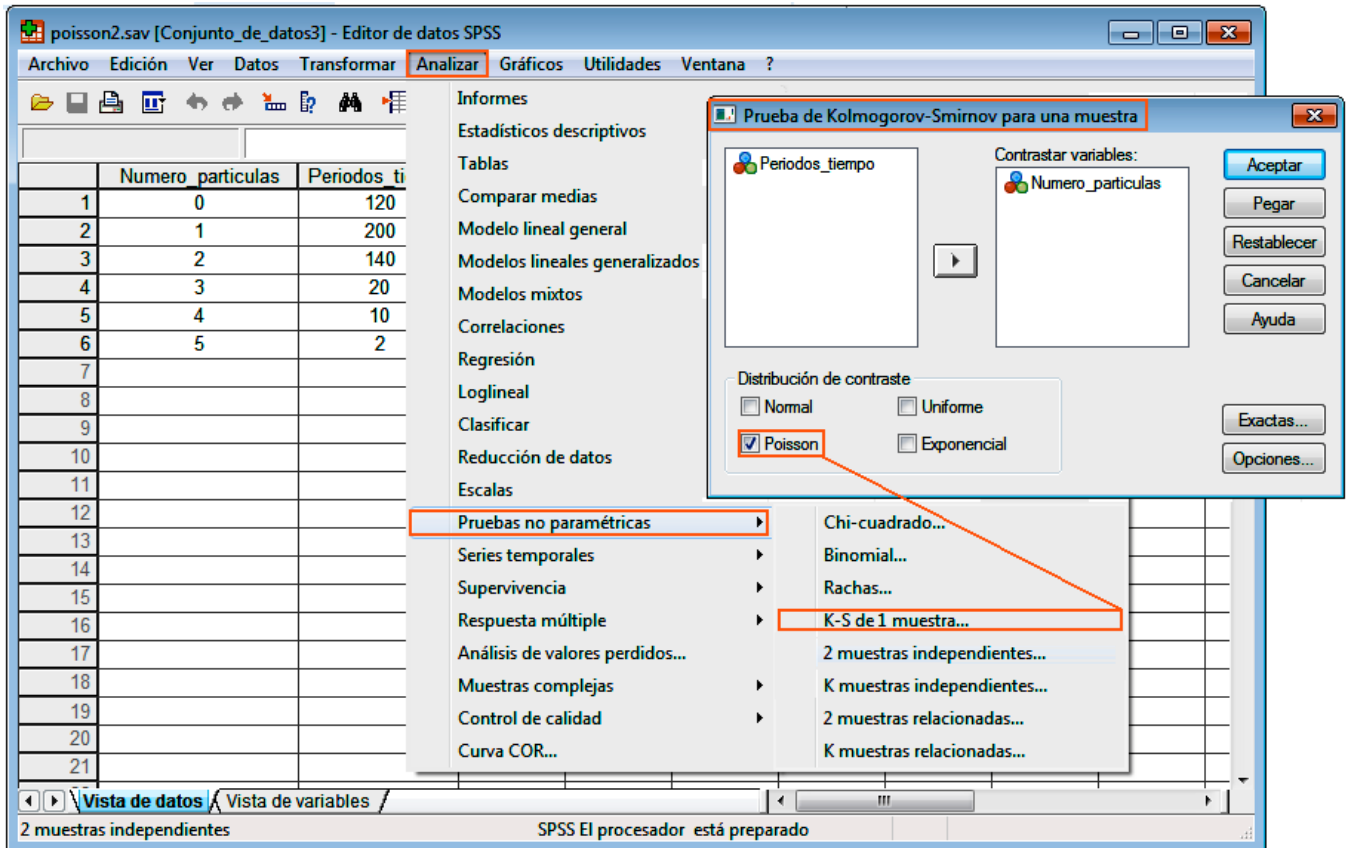 poisson2.sav [Conjunto_de_datos3] - Editor de datos SPSS
Archivo Edición Ver Datos Transformar Analizar Gráficos Utilidades Ventana ?
Numero_particulas Periodos_ti
1 0 120
2 1 200
3 2 140
4 3 20
5 4 10
6 5 2
7
8
9
10
11
12
13
14
15
16
17
18
19
20
21
Informes
Estadísticos descriptivos
Tablas
Comparar medias
Modelo lineal general
Modelos lineales generalizados
Modelos mixtos
Correlaciones
Regresión
Loglineal
Clasificar
Reducción de datos
Escalas
Pruebas no paramétricas
Series temporales
Supervivencia
Respuesta múltiple
Análisis de valores perdidos...
Muestras complejas
Control de calidad
Curva COR...
Chi-cuadrado...
Binomial...
Rachas...
K-S de 1 muestra...
2 muestras independientes...
K muestras independientes...
2 muestras relacionadas...
K muestras relacionadas...
Prueba de Kolmogorov-Smirnov para una muestra
Periodos_tiempo
Contrastar variables:
Numero_particulas
Aceptar
Pegar
Restablecer
Cancelar
Ayuda
Distribución de contraste
Normal Uniforme
Poisson Exponencial
Exactas...
Opciones...
Vista de datos Vista de variables
2 muestras independientes SPSS El procesador está preparado